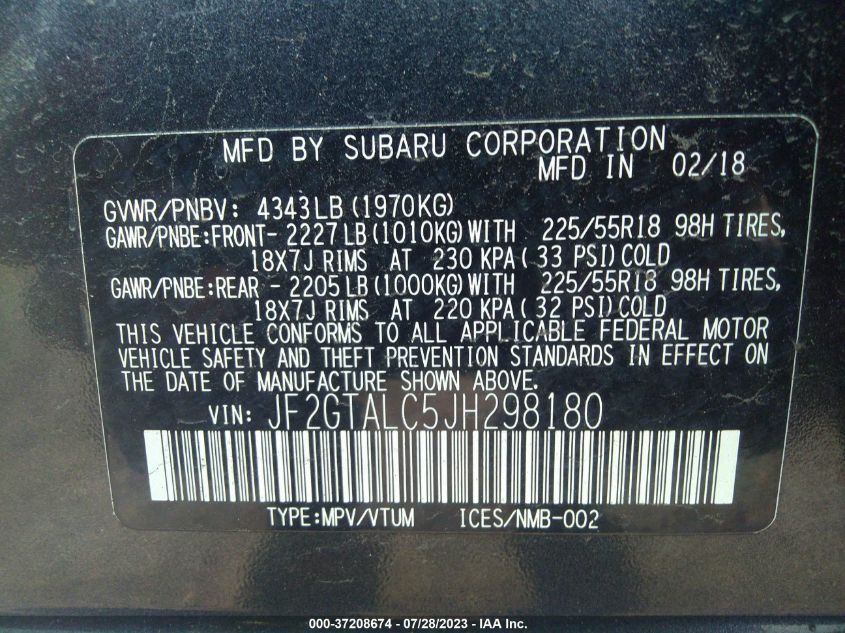 MFD BY SUBARU CORPORATION
MFD IN 02/18
GVWR/PNBV: 4343LB (1970KG)
GAWR/PNBE:FRONT- 2227LB (1010KG) WITH 225/55R18 98H TIRES,
18X7J RIMS AT 230 KPA ( 33 PSI) COLD
GAWR/PNBE:REAR - 2205LB (1000KG) WITH 225/55R18 98H TIRES,
18X7J RIMS AT 220 KPA ( 32 PSI) COLD
THIS VEHICLE CONFORMS TO ALL APPLICABLE FEDERAL MOTOR
VEHICLE SAFETY AND THEFT PREVENTION STANDARDS IN EFFECT ON
THE DATE OF MANUFACTURE SHOWN ABOVE.
VIN: JF2GTALC5JH298180
TYPE:MPV/VTUM ICES/NMB-002
000-37208674 - 07/28/2023 - IAA Inc.